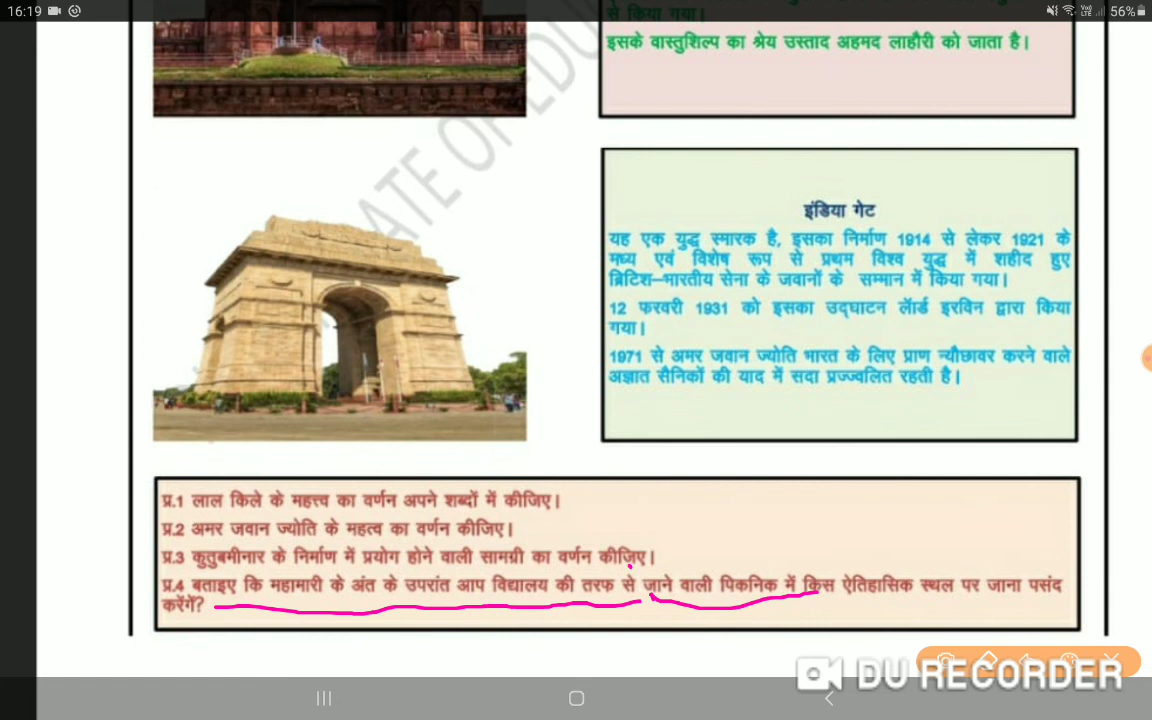 16:19
56%
से किया गया।
इसके वास्तुशिल्प का श्रेय उस्ताद अहमद लाहौरी को जाता है।
ATE OF EDU
इंडिया गेट
यह एक युद्ध स्मारक है, इसका निर्माण 1914 से लेकर 1921 के
मध्य एवं विशेष रूप से प्रथम विश्व युद्ध में शहीद हुए
ब्रिटिश–भारतीय सेना के जवानों के सम्मान में किया गया।
12 फरवरी 1931 को इसका उद्घाटन लॅार्ड इरविन द्वारा किया
गया।
1971 से अमर जवान ज्योति भारत के लिए प्राण न्यौछावर करने वाले
अज्ञात सैनिकों की याद में सदा प्रज्ज्वलित रहती है।
प्र.1 लाल किले के महत्त्व का वर्णन अपने शब्दों में कीजिए।
प्र.2 अमर जवान ज्योति के महत्व का वर्णन कीजिए।
प्र.3 कुतुबमीनार के निर्माण में प्रयोग होने वाली सामग्री का वर्णन कीजिए।
प्र.4 बताइए कि महामारी के अंत के उपरांत आप विद्यालय की तरफ से जाने वाली पिकनिक में किस ऐतिहासिक स्थल पर जाना पसंद
करेंगें?
DU RECORDER